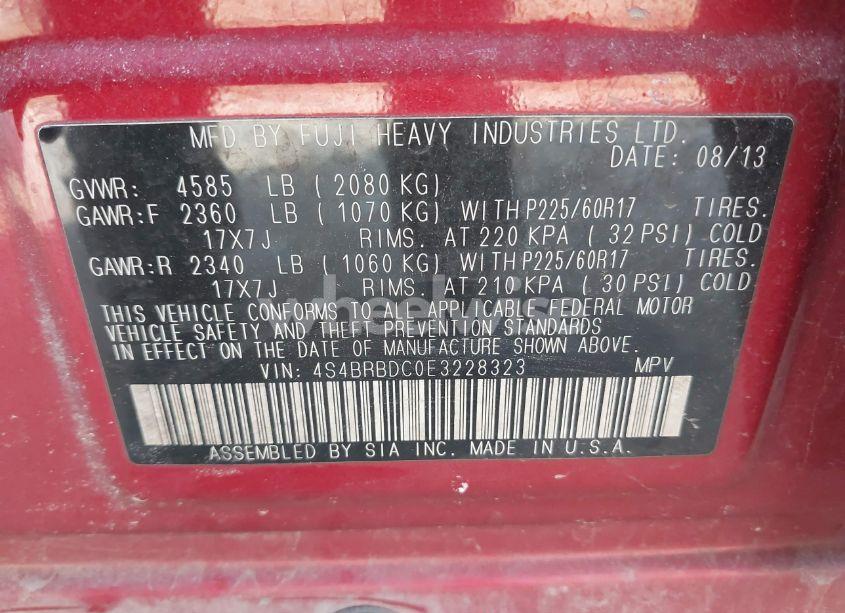 MFD BY FUJI HEAVY INDUSTRIES LTD.
DATE: 08/13
GVWR: 4585 LB ( 2080 KG)
GAWR:F 2360 LB ( 1070 KG) WITH P225/60R17 TIRES.
17X7J RIMS. AT 220 KPA ( 32 PSI) COLD
GAWR:R 2340 LB ( 1060 KG) WITH P225/60R17 TIRES.
17X7J RIMS. AT 210 KPA ( 30 PSI) COLD
THIS VEHICLE CONFORMS TO ALL APPLICABLE FEDERAL MOTOR
VEHICLE SAFETY AND THEFT PREVENTION STANDARDS
IN EFFECT ON THE DATE OF MANUFACTURE SHOWN ABOVE.
VIN: 4S4BRBDC0E3228323 MPV
ASSEMBLED BY SIA INC. MADE IN U.S.A.